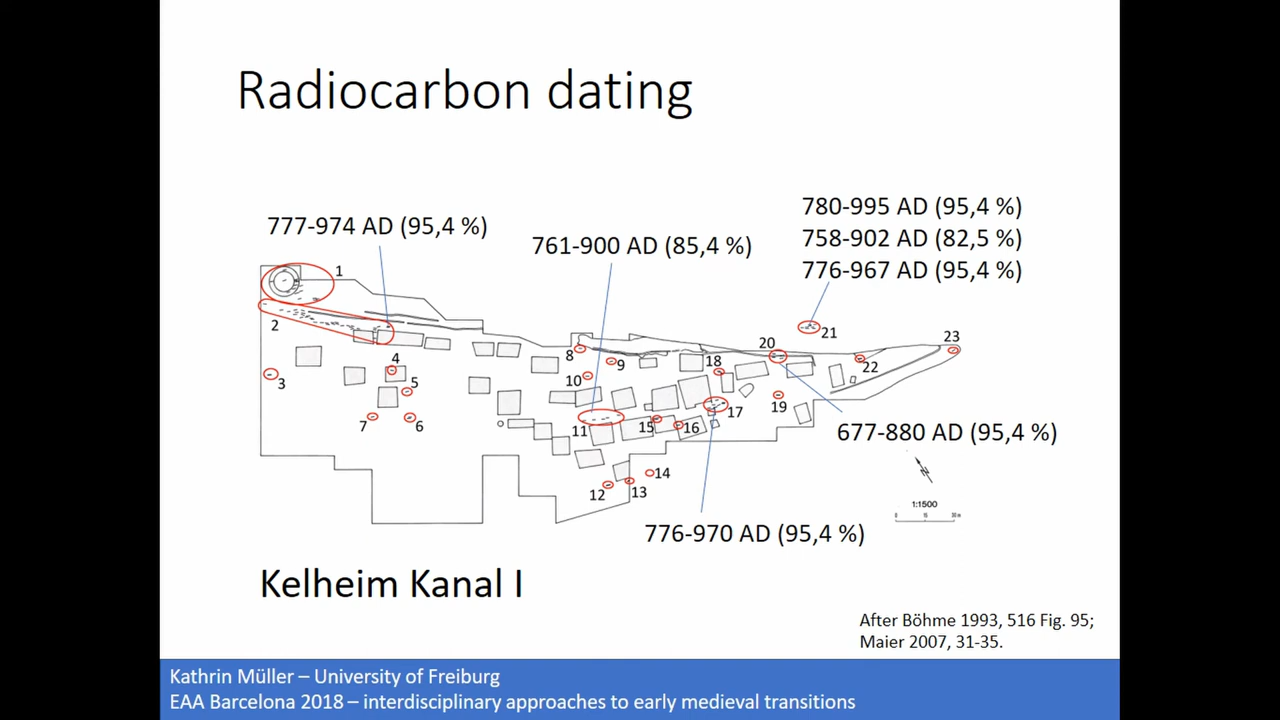 Radiocarbon dating
780-995 AD (95,4 %)
777-974 AD (95,4 %)
761-900 AD (85,4 %)
758-902 AD (82,5 %)
776-967 AD (95,4 %)
1
2
21
20
23
8
9
22
3
4
18
10
5
19
7
6
11
15
16
17
677-880 AD (95,4 %)
14
12
13
N
1:1500
0
15
30 m
776-970 AD (95,4 %)
Kelheim Kanal I
After Böhme 1993, 516 Fig. 95;
Maier 2007, 31-35.
Kathrin Müller – University of Freiburg
EAA Barcelona 2018 – interdisciplinary approaches to early medieval transitions